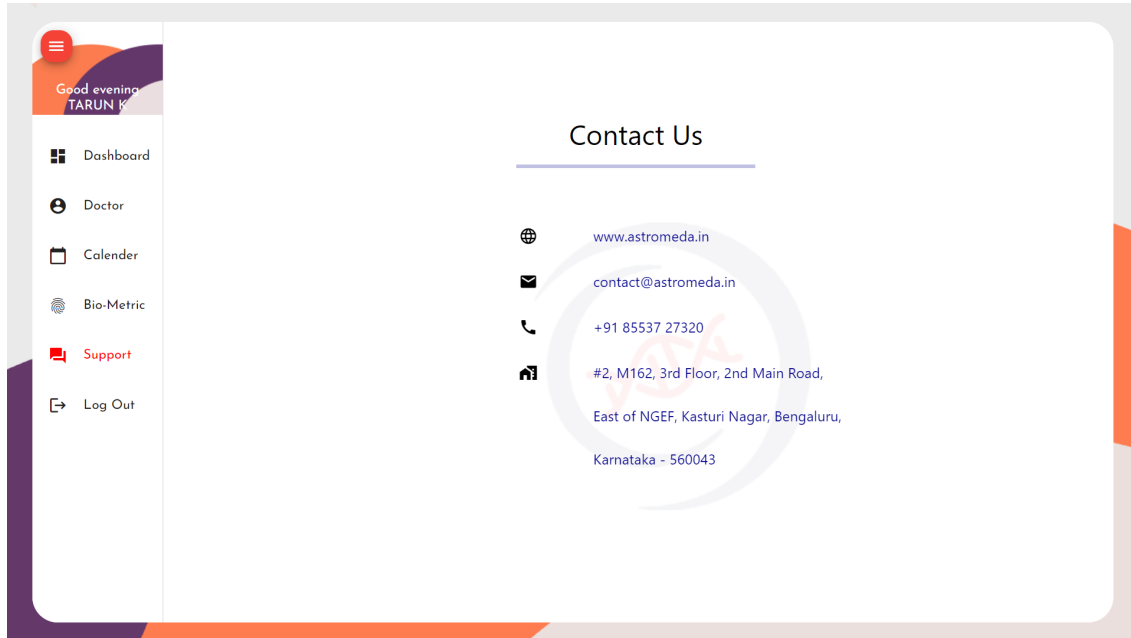 Good evening
TARUN K
Dashboard
Doctor
Calender
Bio-Metric
Support
Log Out
Contact Us
www.astromeda.in
contact@astromeda.in
+91 85537 27320
#2, M162, 3rd Floor, 2nd Main Road,
East of NGEF, Kasturi Nagar, Bengaluru,
Karnataka - 560043